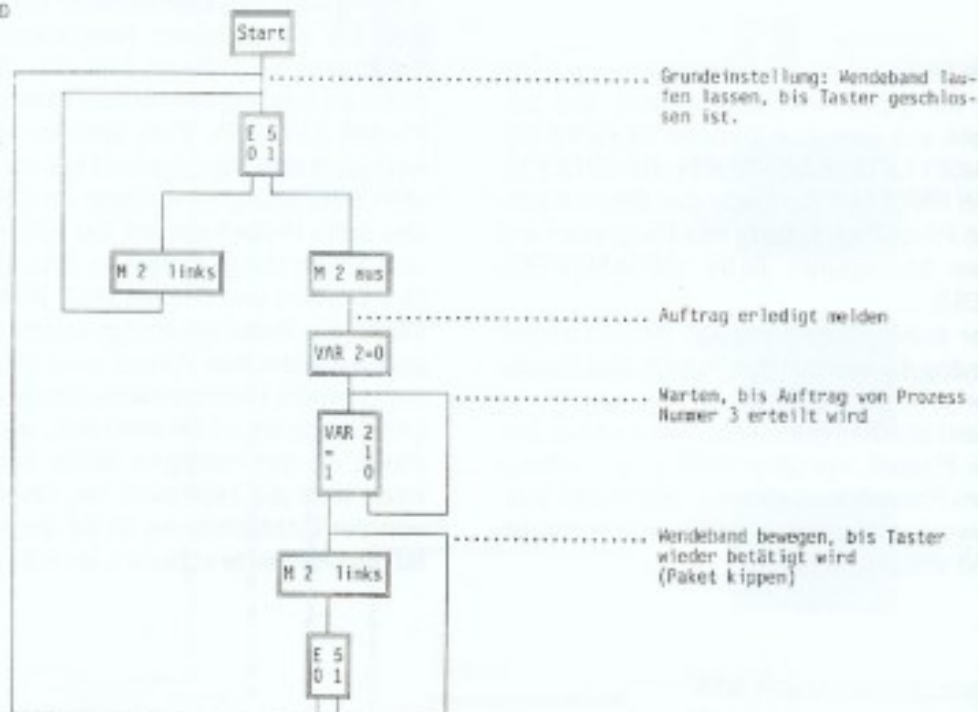 D
Start
Grundeinstellung: Wendeband lau-
fen lassen, bis Taster geschlos-
sen ist.
E 5
0 1
M 2 links
M 2 aus
Auftrag erledigt melden
VAR 2=0
Warten, bis Auftrag von Prozess
Nummer 3 erteilt wird
VAR 2
= 1
1 0
Wendeband bewegen, bis Taster
wieder betätigt wird
(Paket kippen)
M 2 links
E 5
0 1